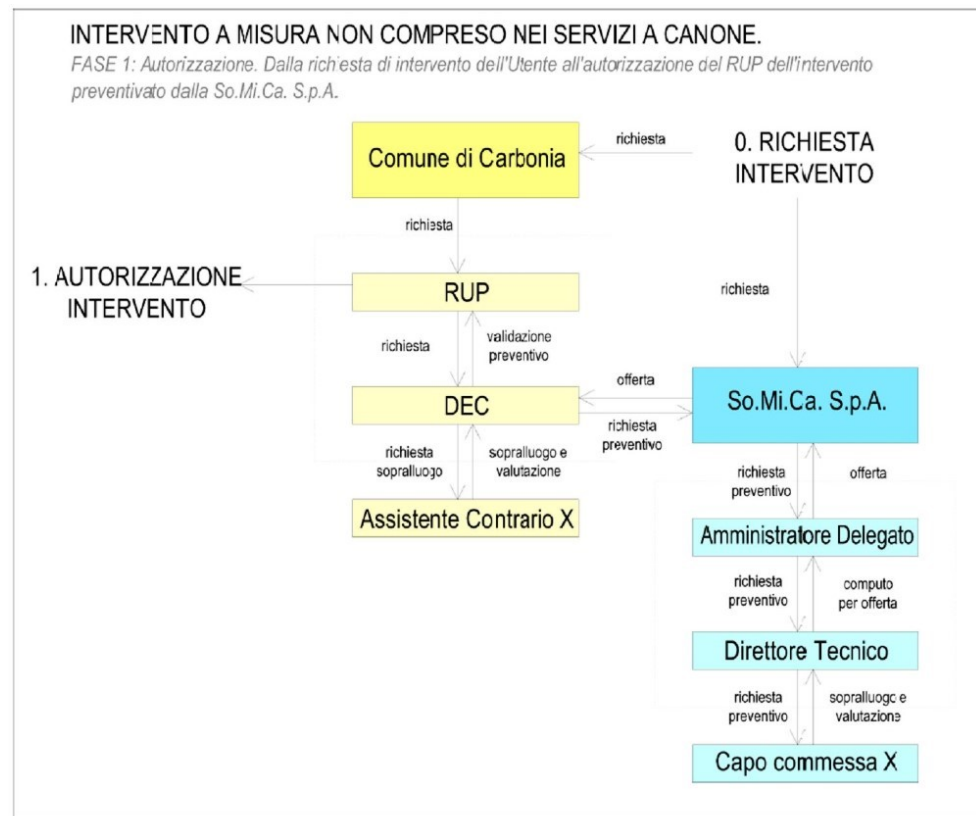 INTERVENTO A MISURA NON COMPRESO NEI SERVIZI A CANONE.
FASE 1: Autorizzazione. Dalla richiesta di intervento dell'Utente all'autorizzazione del RUP dell'intervento
preventivato dalla So.Mi.Ca. S.p.A.
Comune di Carbonia
richiesta
0. RICHIESTA
INTERVENTO
richiesta
1. AUTORIZZAZIONE
INTERVENTO
RUP
richiesta
richiesta
validazione
preventivo
DEC
offerta
richiesta
preventivo
So.Mi.Ca. S.p.A.
richiesta
sopralluogo
sopralluogo e
valutazione
richiesta
preventivo
offerta
Assistente Contrario X
Amministratore Delegato
richiesta
preventivo
computo
per offerta
Direttore Tecnico
richiesta
preventivo
sopralluogo e
valutazione
Capo commessa X